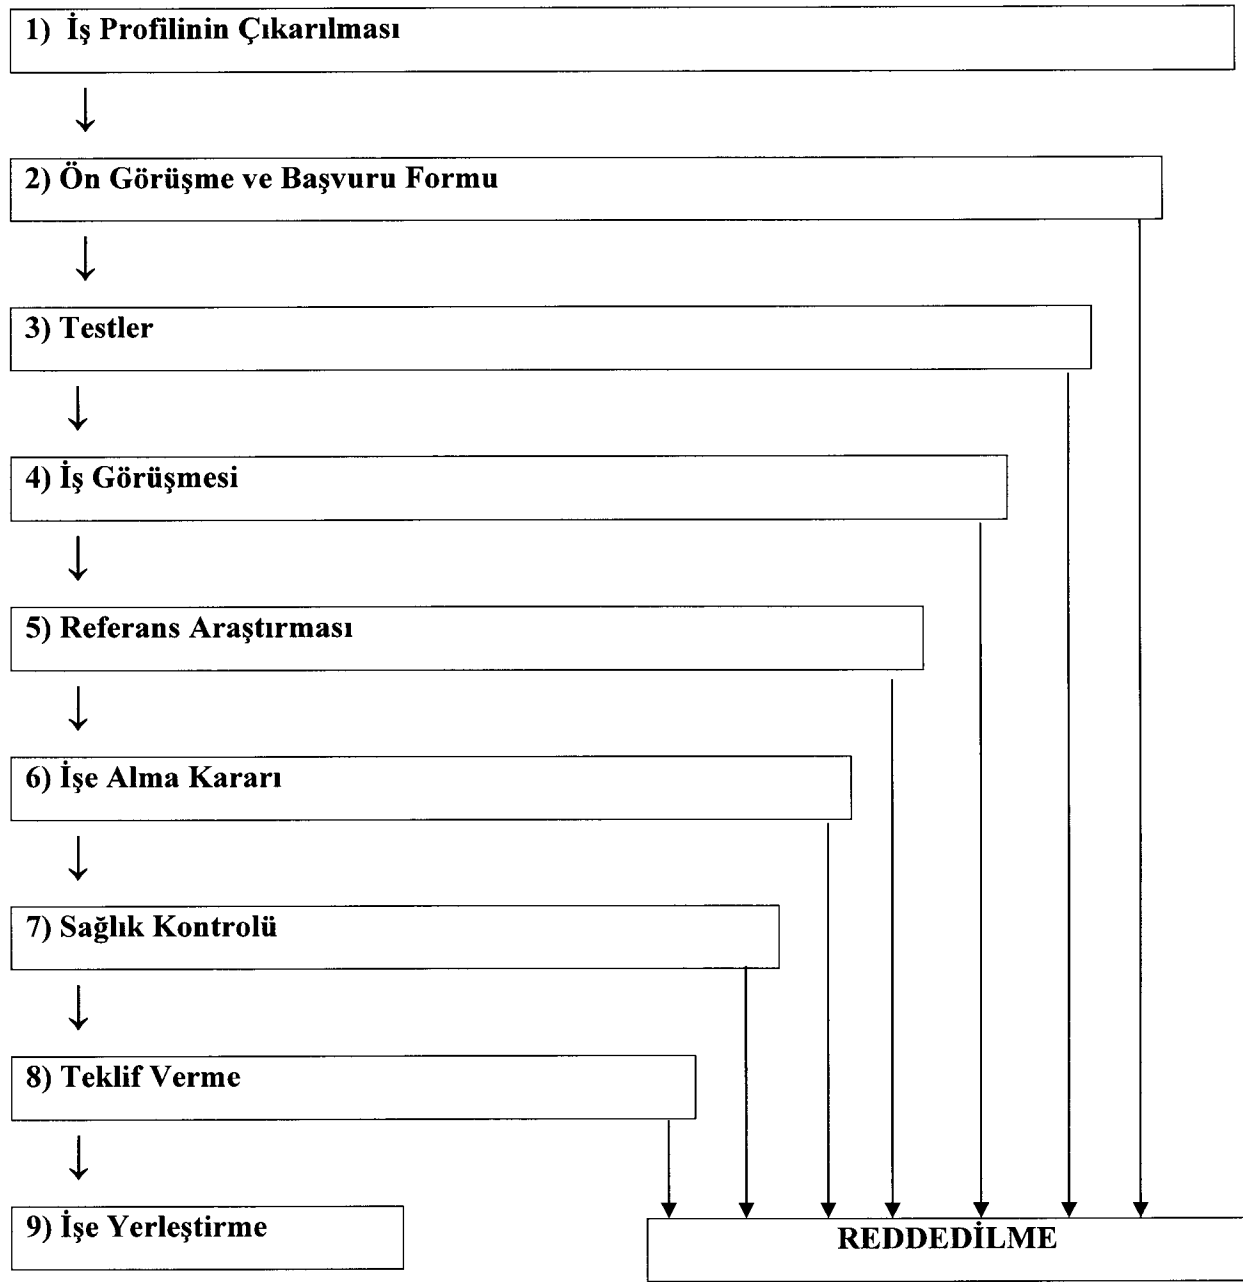 1) İş Profilinin Çıkarılması
2) Ön Görüşme ve Başvuru Formu
3) Testler
4) İş Görüşmesi
5) Referans Araştırması
6) İşe Alma Kararı
7) Sağlık Kontrolü
8) Teklif Verme
9) İşe Yerleştirme
REDDEDİLME